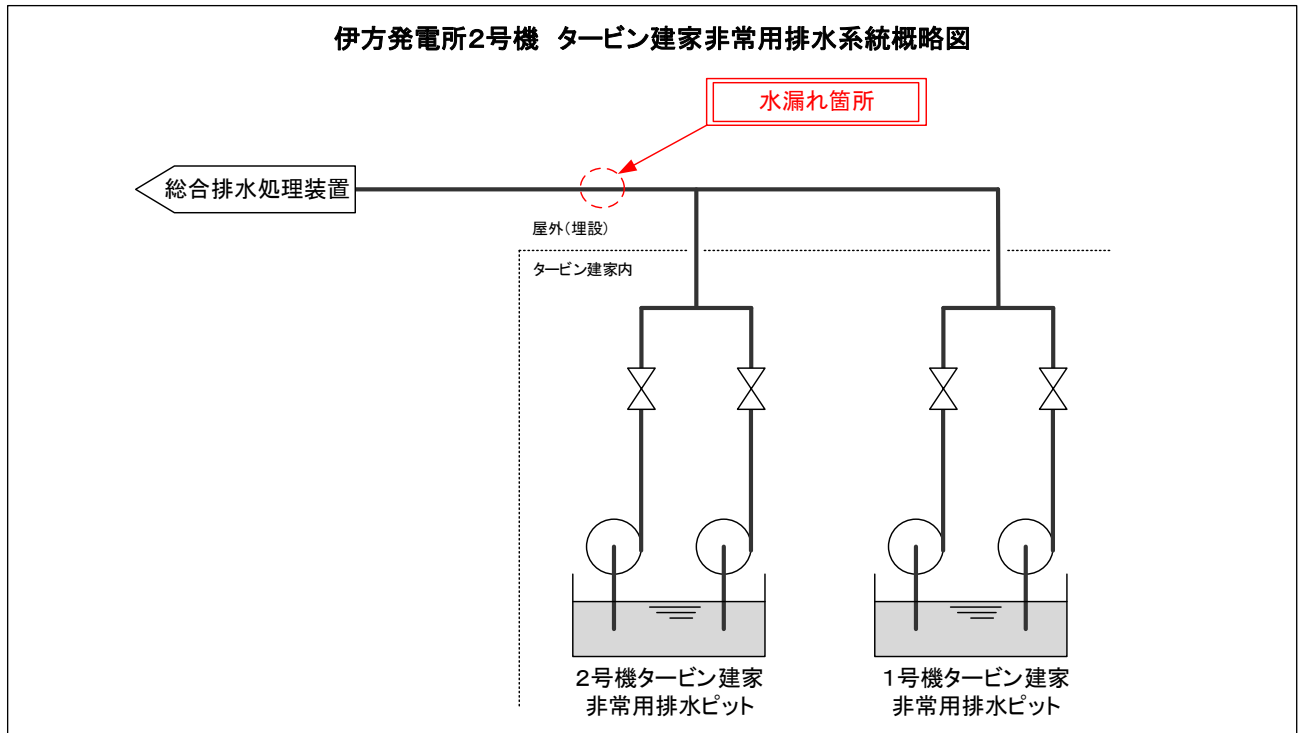 伊方発電所2号機 タービン建家非常用排水系統概略図
水漏れ箇所
総合排水処理装置
屋外(埋設)
タービン建家内
2号機タービン建家
非常用排水ピット
1号機タービン建家
非常用排水ピット